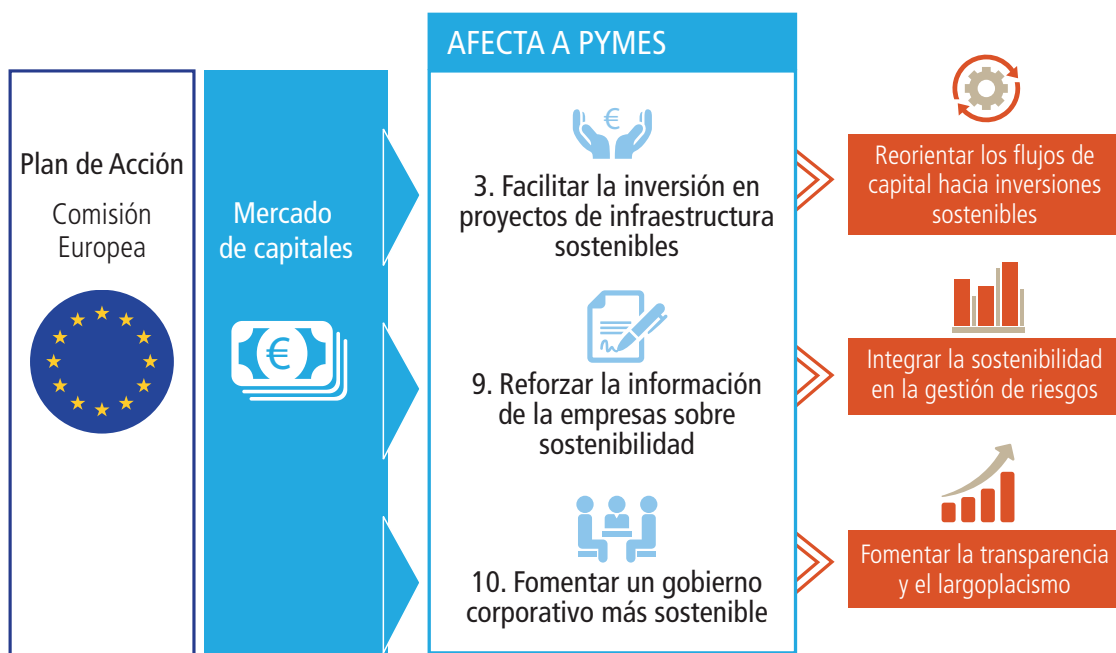 Plan de Acción
Comisión
Europea
Mercado
de capitales
€
AFECTA A PYMES
€
3. Facilitar la inversión en
proyectos de infraestructura
sostenibles
9. Reforzar la información
de la empresas sobre
sostenibilidad
10. Fomentar un gobierno
corporativo más sostenible
Reorientar los flujos de
capital hacia inversiones
sostenibles
Integrar la sostenibilidad
en la gestión de riesgos
Fomentar la transparencia
y el largoplacismo